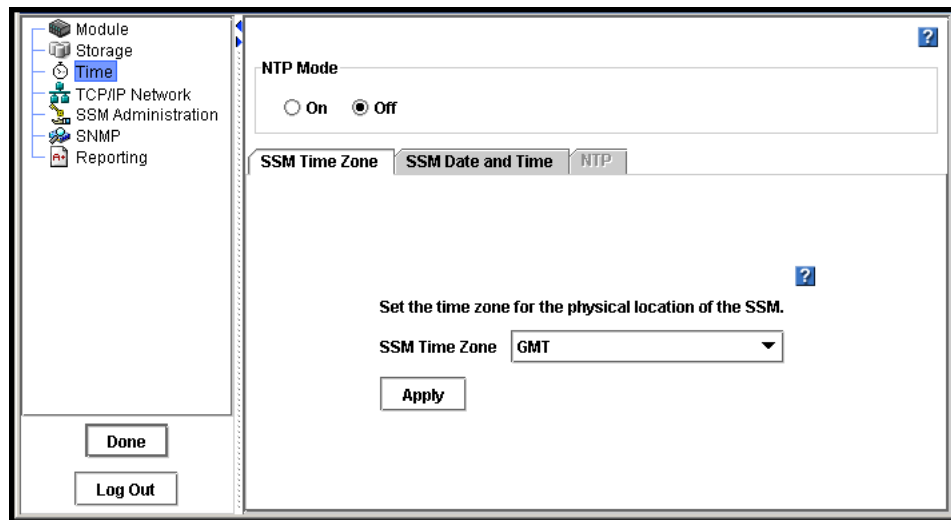 Module
Storage
Time
TCP/IP Network
SSM Administration
SNMP
Reporting
Done
Log Out
?
NTP Mode
On Off
SSM Time Zone SSM Date and Time NTP
?
Set the time zone for the physical location of the SSM.
SSM Time Zone GMT
Apply